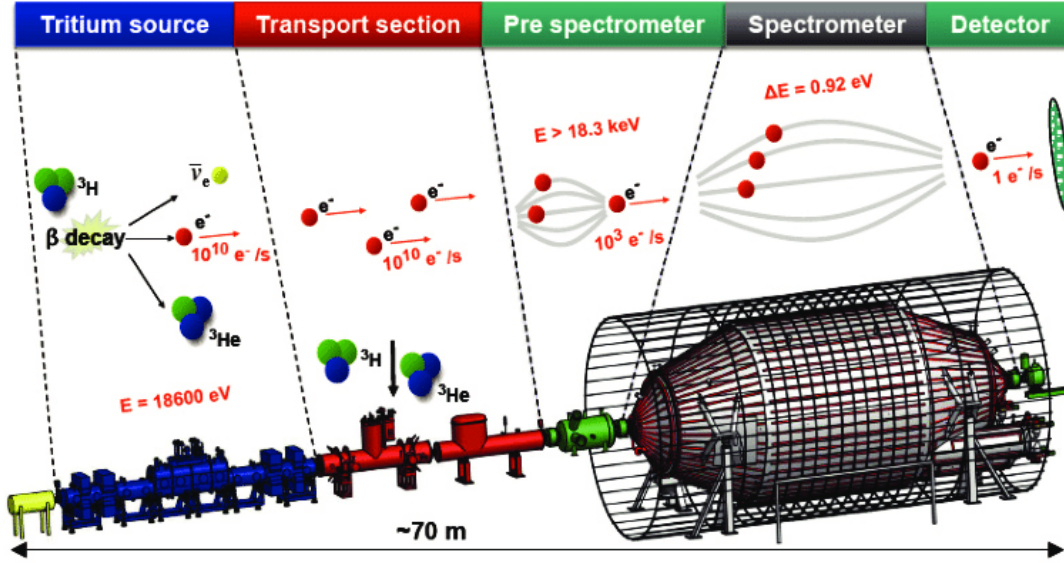 Tritium source
Transport section
Pre spectrometer
Spectrometer
Detector
ΔE = 0.92 eV
E > 18.3 keV
³H
ν̅ₑ
e⁻
β decay
10¹⁰ e⁻/s
³He
e⁻
e⁻
e⁻
10¹⁰ e⁻/s
e⁻
10³ e⁻/s
e⁻
1 e⁻/s
³H
³He
E = 18600 eV
~70 m